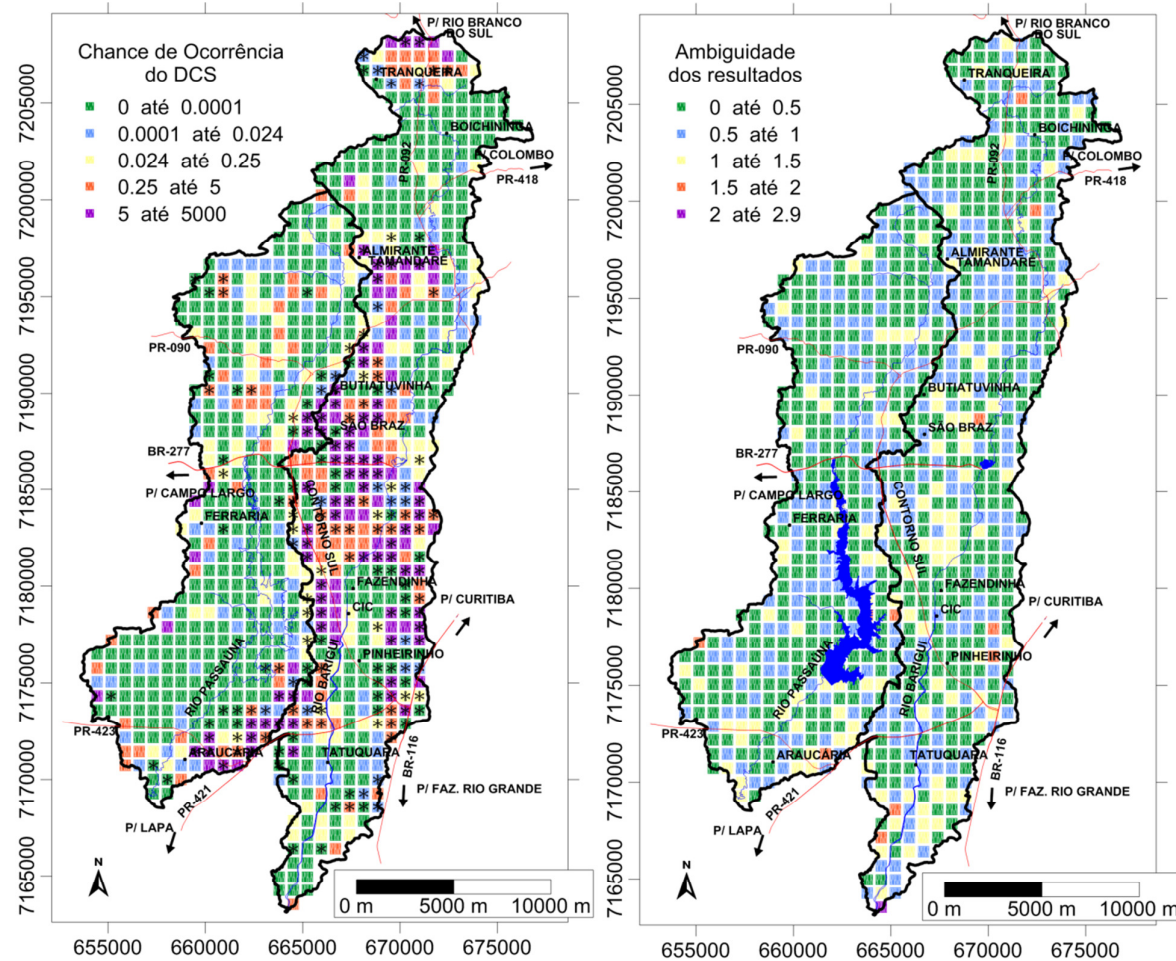 P/ RIO BRANCO
DO SUL
Chance de Ocorrência
do DCS
0 até 0.0001
0.0001 até 0.024
0.024 até 0.25
0.25 até 5
5 até 5000
TRANQUEIRA
BOICHININGA
PR-092
P/ COLOMBO
PR-418
ALMIRANTE
TAMANDARÉ
PR-090
BUTIATUVINHA
SÃO BRAZ
BR-277
P/ CAMPO LARGO
CONTORNO SUL
FERRARIA
FAZENDINHA
CIC
P/ CURITIBA
RIO PASSAÚNA
RIO BARIGUI
PINHEIRINHO
PR-423
ARAUCÁRIA
TATUQUARA
BR-116
PR-421
P/ FAZ. RIO GRANDE
P/ LAPA
N
0 m 5000 m 10000 m
7205000
7200000
7195000
7190000
7185000
7180000
7175000
7170000
7165000
655000 660000 665000 670000 675000
P/ RIO BRANCO
DO SUL
Ambiguidade
dos resultados
0 até 0.5
0.5 até 1
1 até 1.5
1.5 até 2
2 até 2.9
TRANQUEIRA
BOICHININGA
PR-092
P/ COLOMBO
PR-418
ALMIRANTE
TAMANDARÉ
PR-090
BUTIATUVINHA
SÃO BRAZ
BR-277
P/ CAMPO LARGO
CONTORNO SUL
FERRARIA
FAZENDINHA
CIC
P/ CURITIBA
RIO PASSAÚNA
RIO BARIGUI
PINHEIRINHO
PR-423
ARAUCÁRIA
TATUQUARA
BR-116
PR-421
P/ FAZ. RIO GRANDE
P/ LAPA
N
0 m 5000 m 10000 m
7205000
7200000
7195000
7190000
7185000
7180000
7175000
7170000
7165000
655000 660000 665000 670000 675000